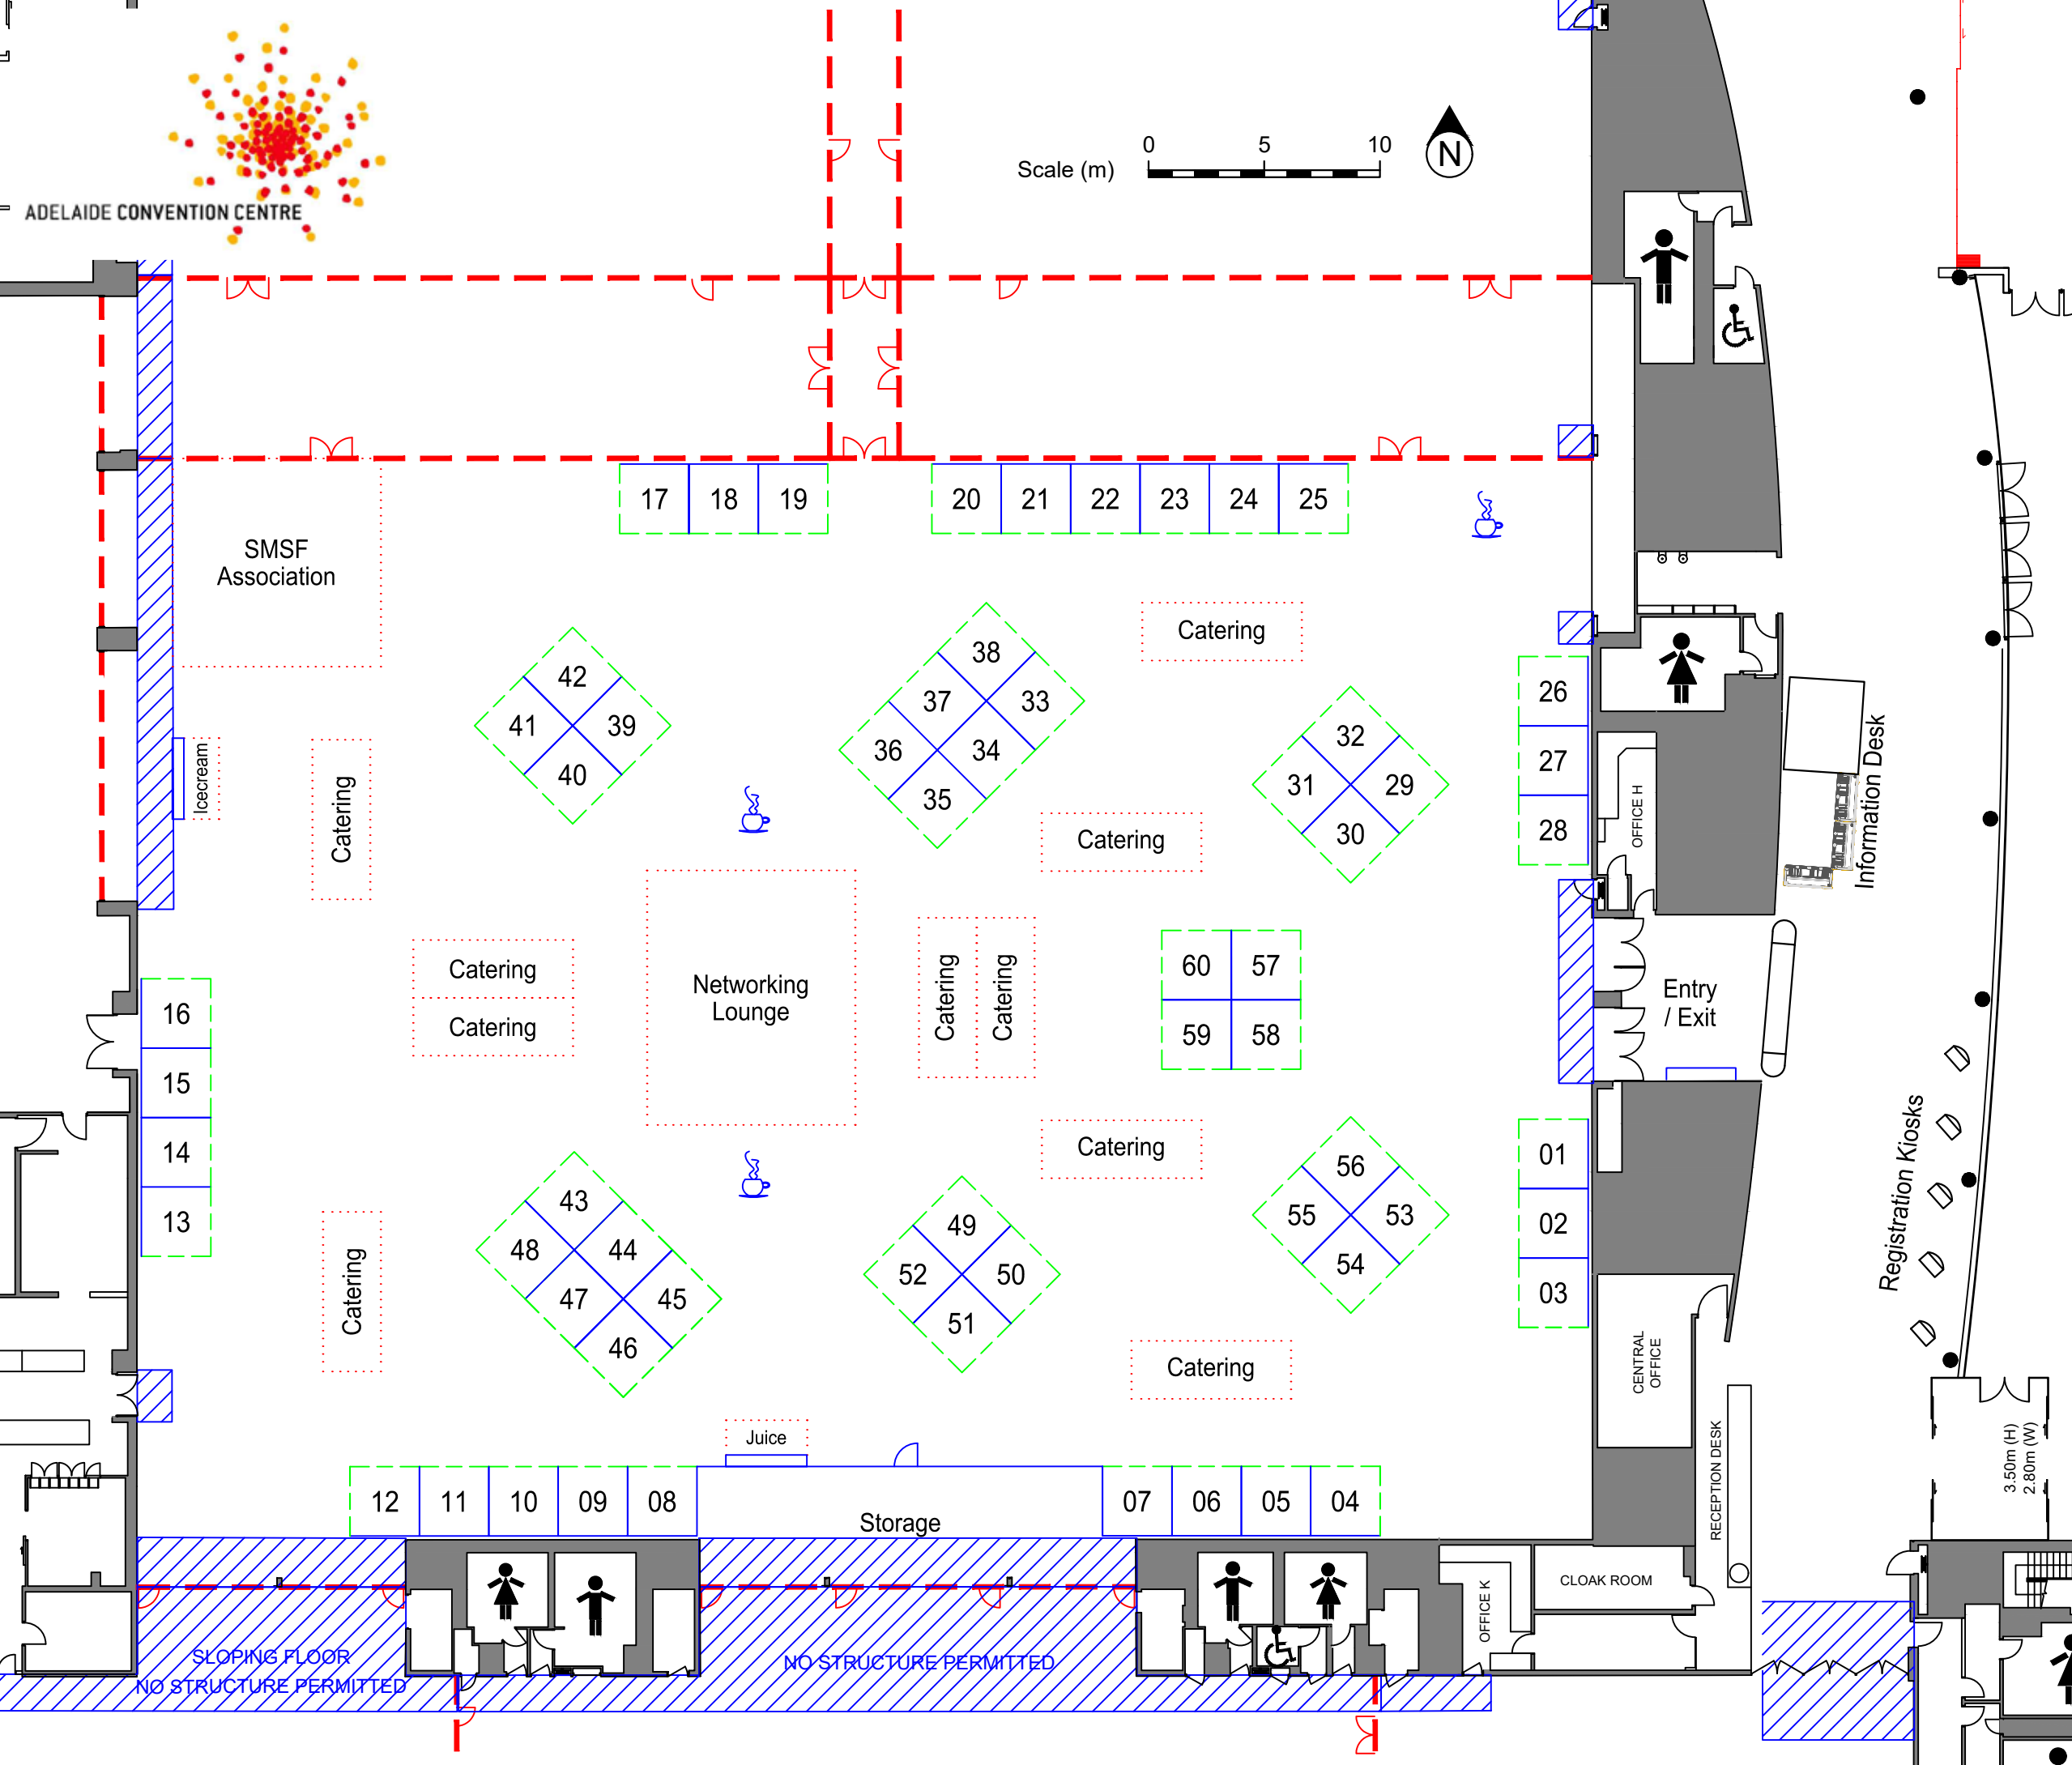 ADELAIDE CONVENTION CENTRE
Scale (m)
0 5 10
N
17 18 19
20 21 22 23 24 25
SMSF
Association
Catering
38
37 33
36 34
35
42
41 39
40
26
27
28
32
31 29
30
Icecream
Catering
Catering
OFFICE H
Information Desk
Catering
Catering
Networking
Lounge
Catering
Catering
60 57
59 58
Entry
/ Exit
16
15
14
13
Catering
01
02
03
Registration Kiosks
56
55 53
54
43
48 44
47 45
46
49
52 50
51
Catering
Catering
CENTRAL
OFFICE
RECEPTION DESK
3.50m (H)
2.80m (W)
Juice
12 11 10 09 08
Storage
07 06 05 04
CLOAK ROOM
OFFICE K
SLOPING FLOOR
NO STRUCTURE PERMITTED
NO STRUCTURE PERMITTED